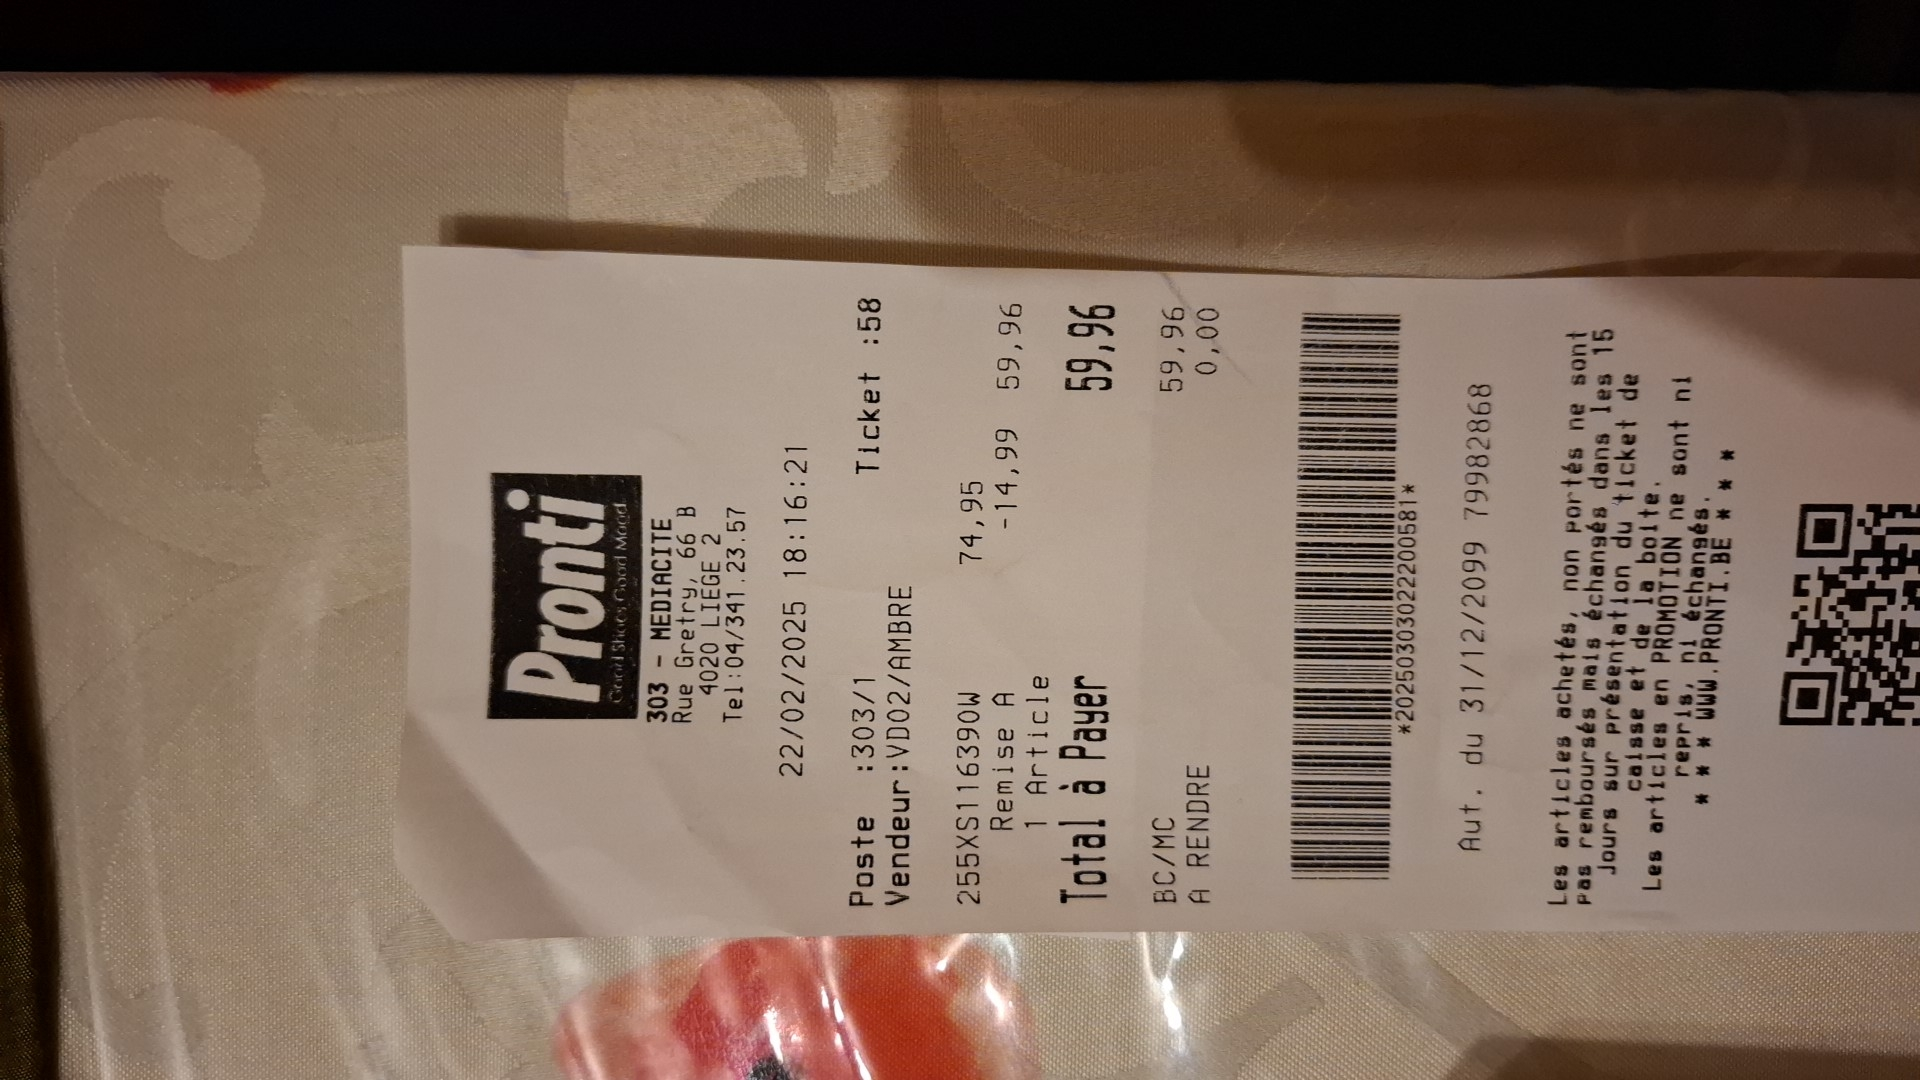 Pronti
Good Shoes Good Mood
303 - MEDIACITE
Rue Gretry, 66 B
4020 LIEGE 2
Tel:04/341.23.57
22/02/2025 18:16:21
Poste :303/1 Ticket :58
Vendeur:VD02/AMBRE
255XXS116390W 74,95
Remise A -14,99 59,96
1 Article
Total à Payer 59,96
BC/MC 59,96
A RENDRE 0,00
*20250303022200581*
Aut. du 31/12/2099 79982868
Les articles achetés, non portés ne sont
pas remboursés mais échangés dans les 15
jours sur présentation du ticket de
caisse et de la boite.
Les articles en PROMOTION ne sont ni
repris, ni échangés.
* * * WWW.PRONTI.BE * * *